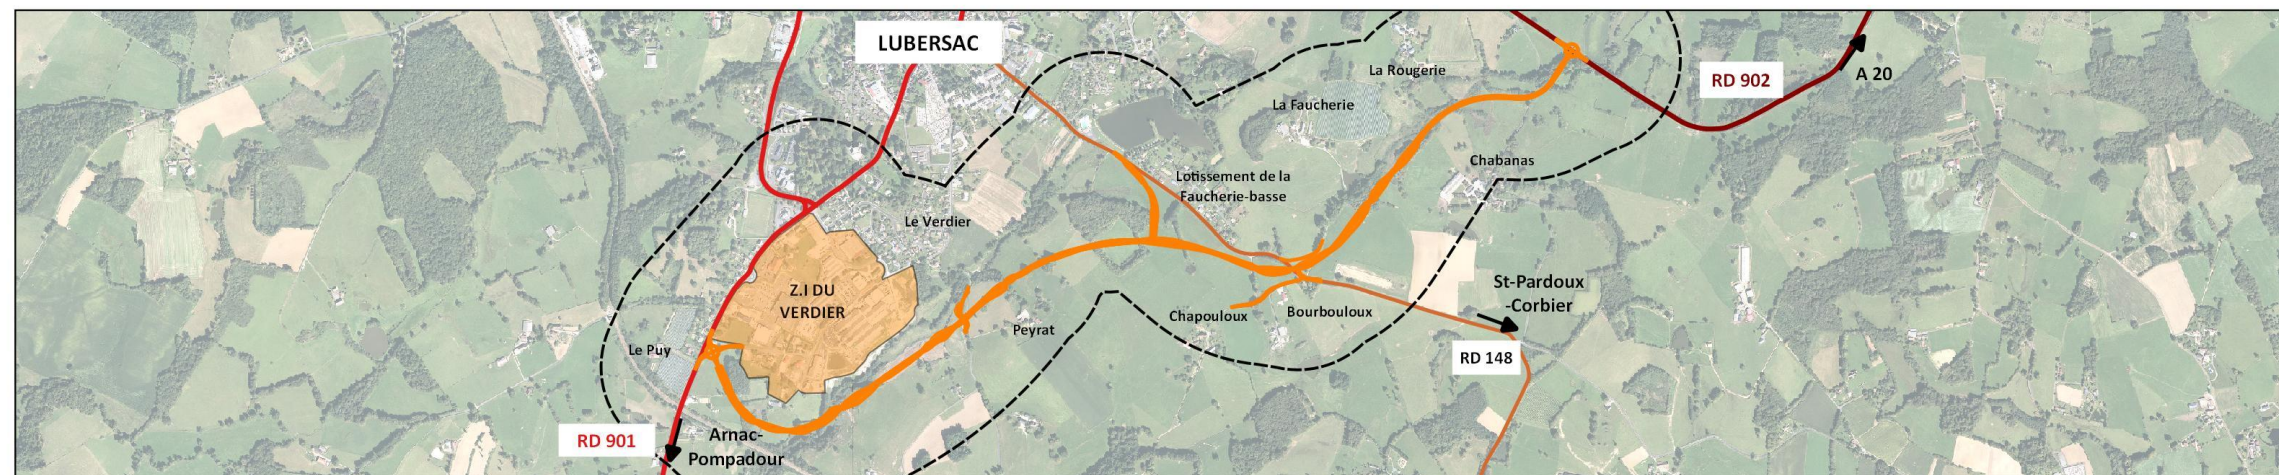 LUBERSAC
La Rougerie
RD 902
A 20
La Faucherie
Chabanas
Lotissement de la
Faucherie-basse
Le Verdier
Z.I DU
VERDIER
St-Pardoux
-Corbier
Chapouloux
Bourbouloux
Peyrat
Le Puy
RD 148
RD 901
Arnac-
Pompadour